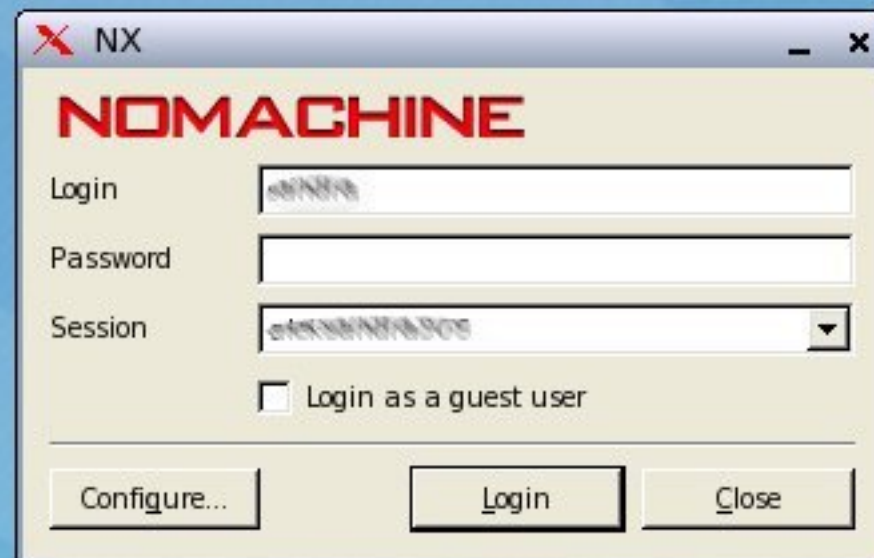 NX
NOMACHINE
Login
Password
Session
Login as a guest user
Configure... Login Close